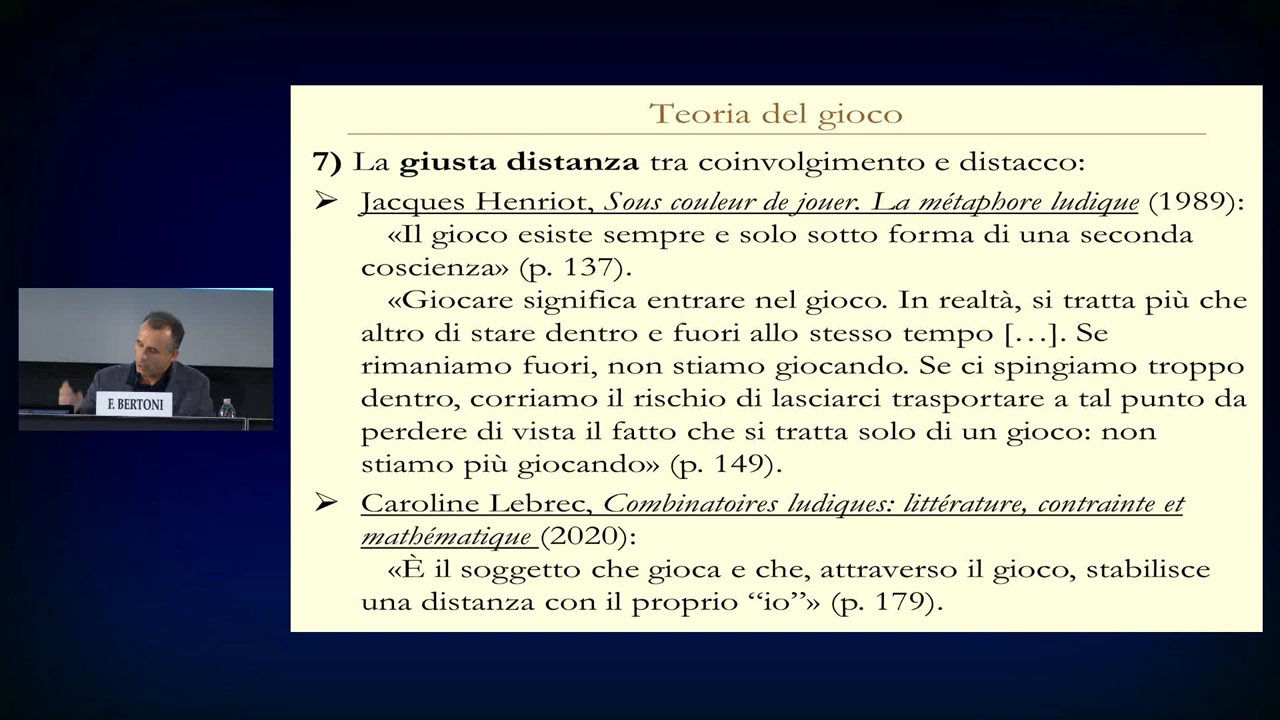 Teoria del gioco
7) La giusta distanza tra coinvolgimento e distacco:
➢ Jacques Henriot, Sous couleur de jouer. La métaphore ludique (1989):
«Il gioco esiste sempre e solo sotto forma di una seconda
coscienza» (p. 137).
«Giocare significa entrare nel gioco. In realtà, si tratta più che
altro di stare dentro e fuori allo stesso tempo […]. Se
rimaniamo fuori, non stiamo giocando. Se ci spingiamo troppo
dentro, corriamo il rischio di lasciarci trasportare a tal punto da
perdere di vista il fatto che si tratta solo di un gioco: non
stiamo più giocando» (p. 149).
➢ Caroline Lebrec, Combinatoires ludiques: littérature, contrainte et
mathématique (2020):
«È il soggetto che gioca e che, attraverso il gioco, stabilisce
una distanza con il proprio “io”» (p. 179).
F. BERTONI